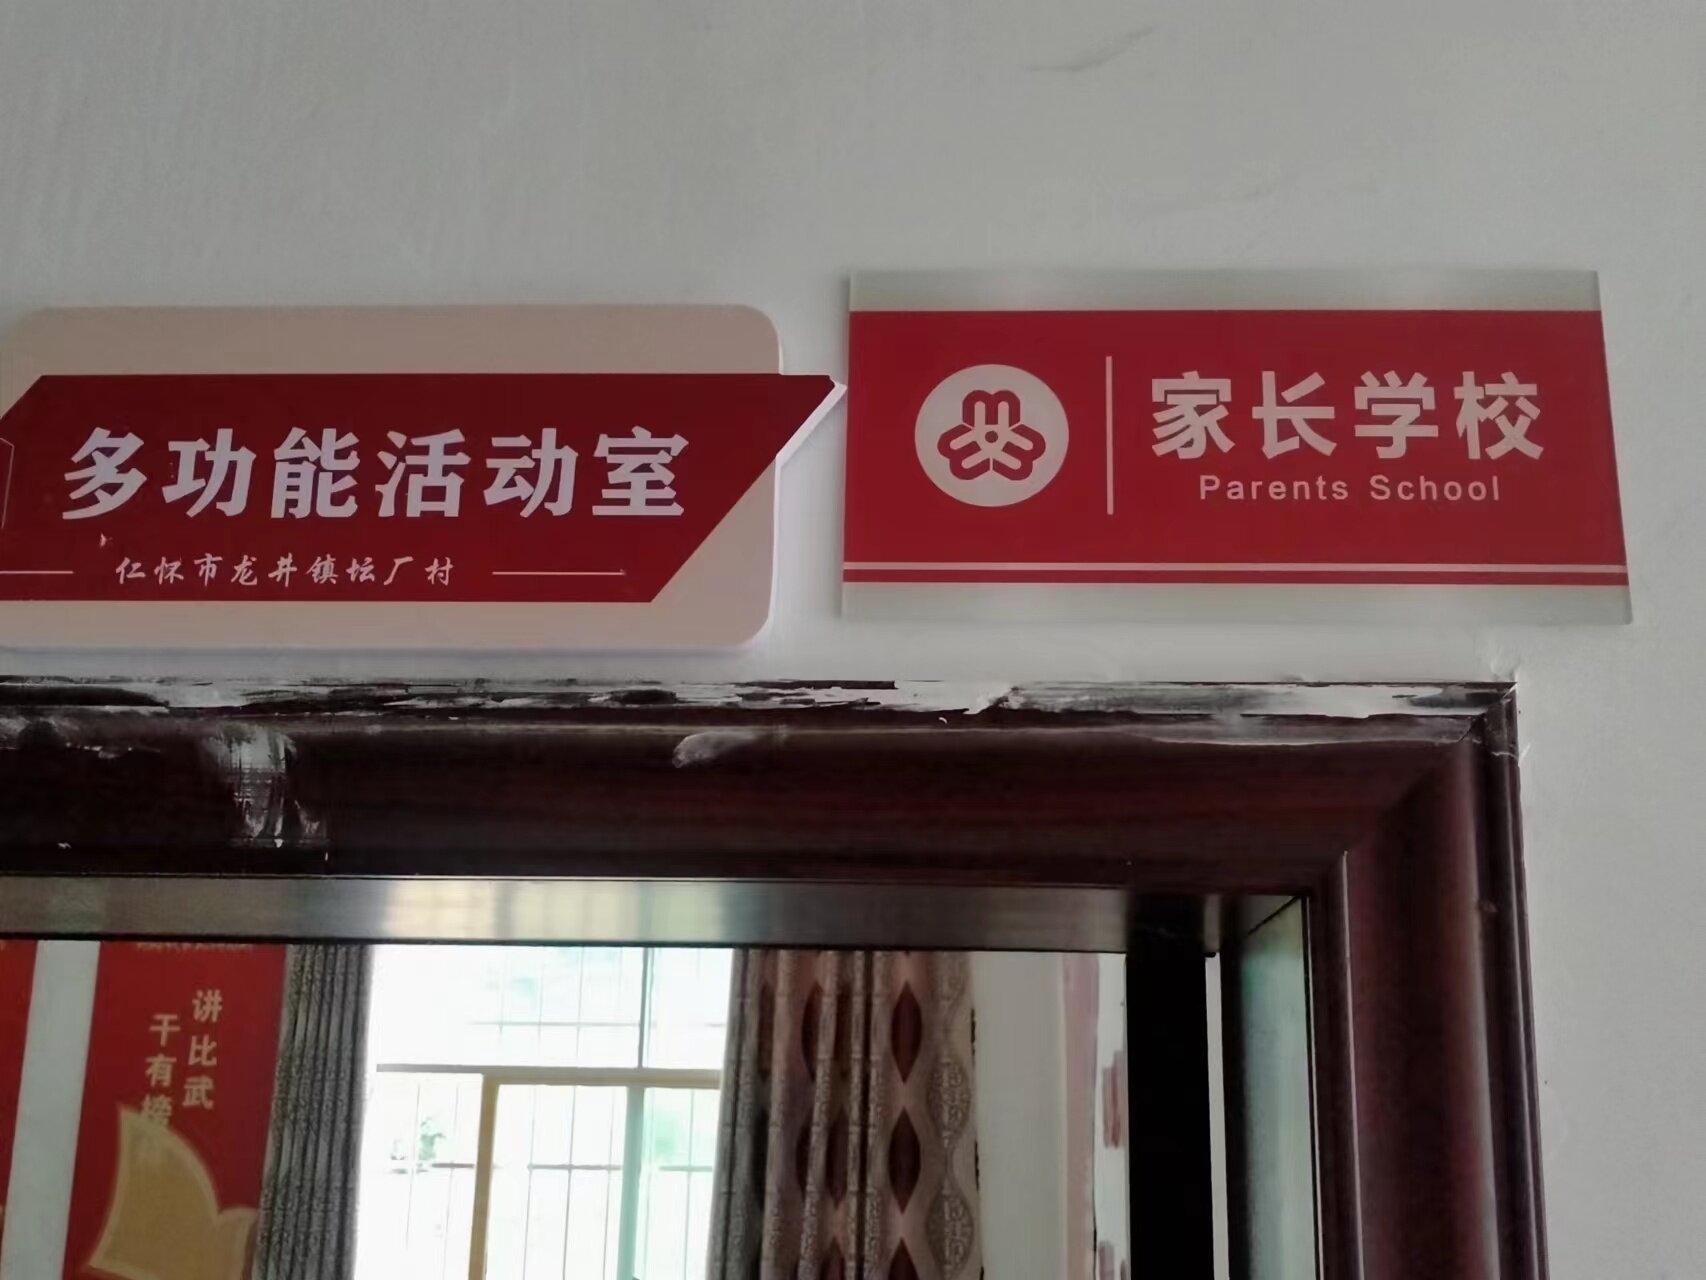 多功能活动室
仁怀市龙井镇坛厂村
家长学校
Parents School
讲比武
干有榜